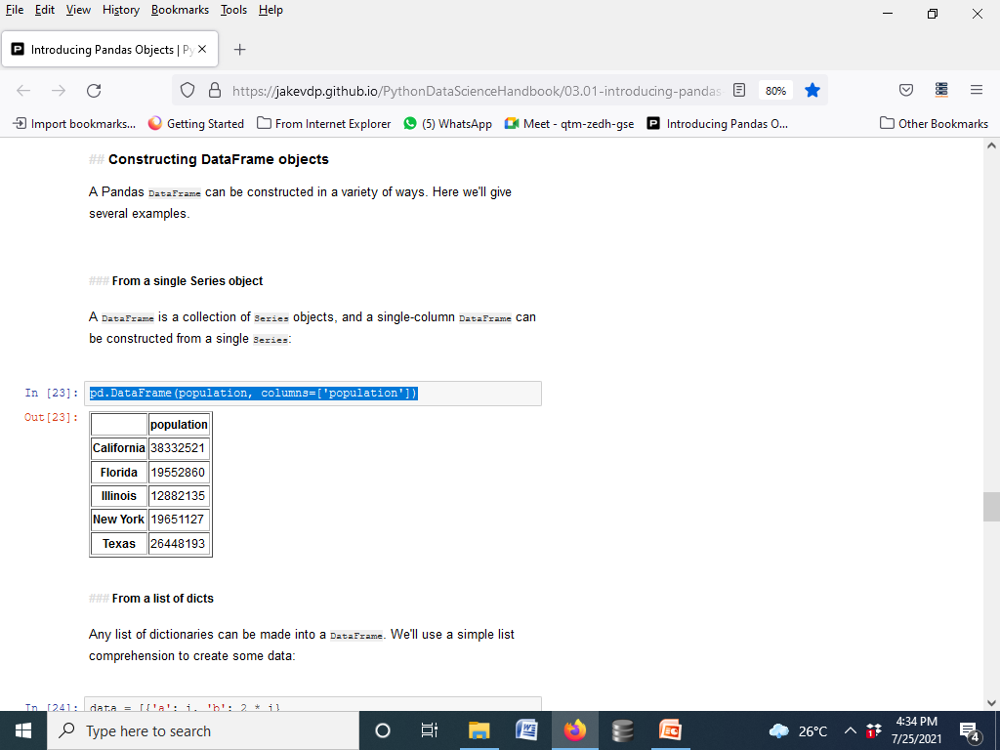 File Edit View History Bookmarks Tools Help
Introducing Pandas Objects | Py
https://jakevdp.github.io/PythonDataScienceHandbook/03.01-introducing-pandas- 80%
Import bookmarks... Getting Started From Internet Explorer (5) WhatsApp Meet - qtm-zedh-gse Introducing Pandas O... Other Bookmarks
## Constructing DataFrame objects
A Pandas DataFrame can be constructed in a variety of ways. Here we'll give
several examples.
### From a single Series object
A DataFrame is a collection of Series objects, and a single-column DataFrame can
be constructed from a single Series:
In [23]: pd.DataFrame(population, columns=['population'])
Out[23]:
population
California 38332521
Florida 19552860
Illinois 12882135
New York 19651127
Texas 26448193
### From a list of dicts
Any list of dictionaries can be made into a DataFrame. We'll use a simple list
comprehension to create some data:
In [24]: data = [{'a': i, 'b': 2 * i}
Type here to search 26°C 1 4:34 PM 4
7/25/2021